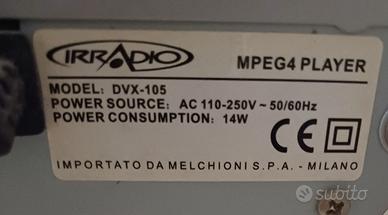 IRRADIO
MPEG4 PLAYER
MODEL: DVX-105
POWER SOURCE: AC 110-250V ~ 50/60Hz
POWER CONSUMPTION: 14W
CE
IMPORTATO DA MELCHIONI S.P.A. - MILANO
subito